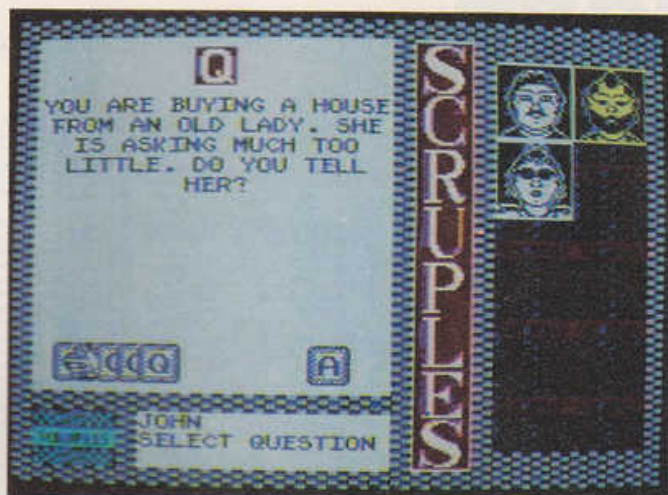 Q
YOU ARE BUYING A HOUSE
FROM AN OLD LADY. SHE
IS ASKING MUCH TOO
LITTLE. DO YOU TELL
HER?
Q
A
JOHN
SELECT QUESTION
SCRUPLES